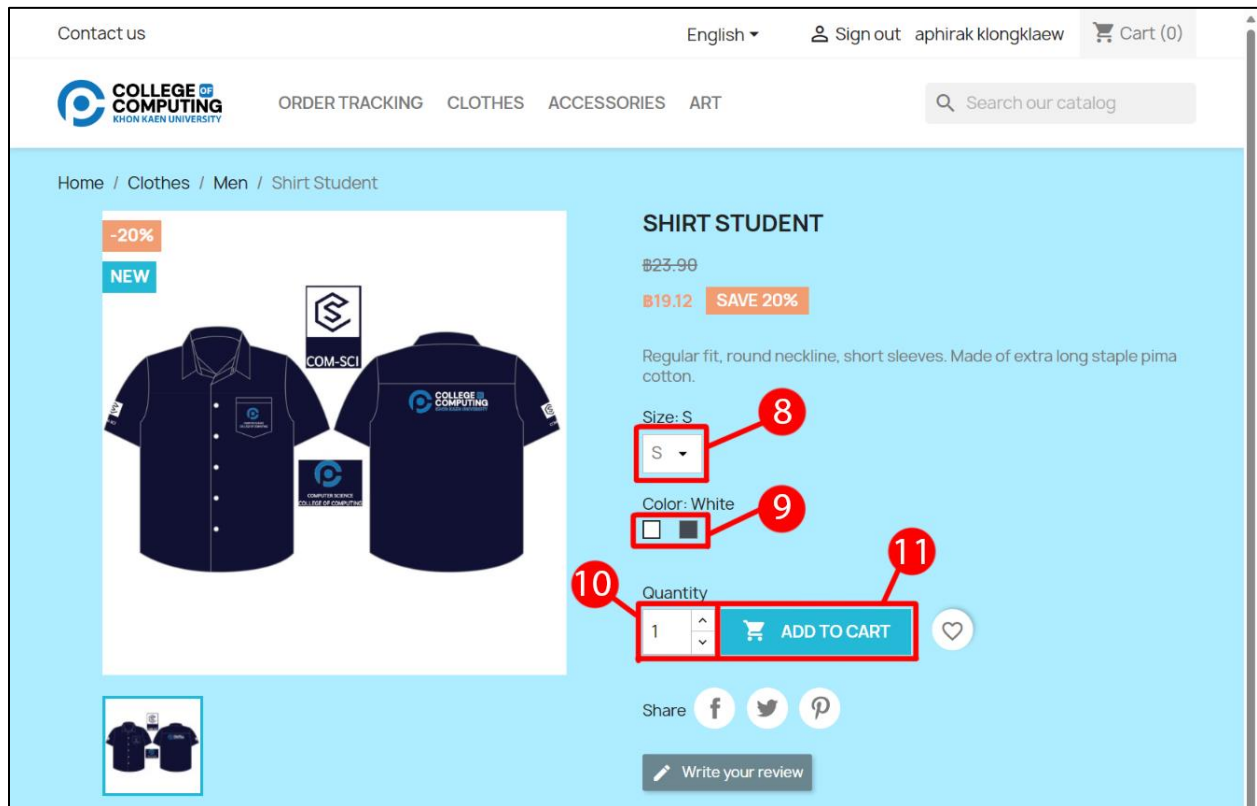 Contact us
English
Sign out
aphirak klongklaew
Cart (0)
COLLEGE OF
COMPUTING
KHON KAEN UNIVERSITY
ORDER TRACKING
CLOTHES
ACCESSORIES
ART
Search our catalog
Home / Clothes / Men / Shirt Student
-20%
NEW
COM-SCI
COLLEGE OF
COMPUTING
KHON KAEN UNIVERSITY
COMPUTER SCIENCE
COLLEGE OF COMPUTING
SHIRT STUDENT
฿23.90
฿19.12 SAVE 20%
Regular fit, round neckline, short sleeves. Made of extra long staple pima
cotton.
Size: S
8
S
Color: White
9
10
Quantity
11
1
ADD TO CART
Share
Write your review